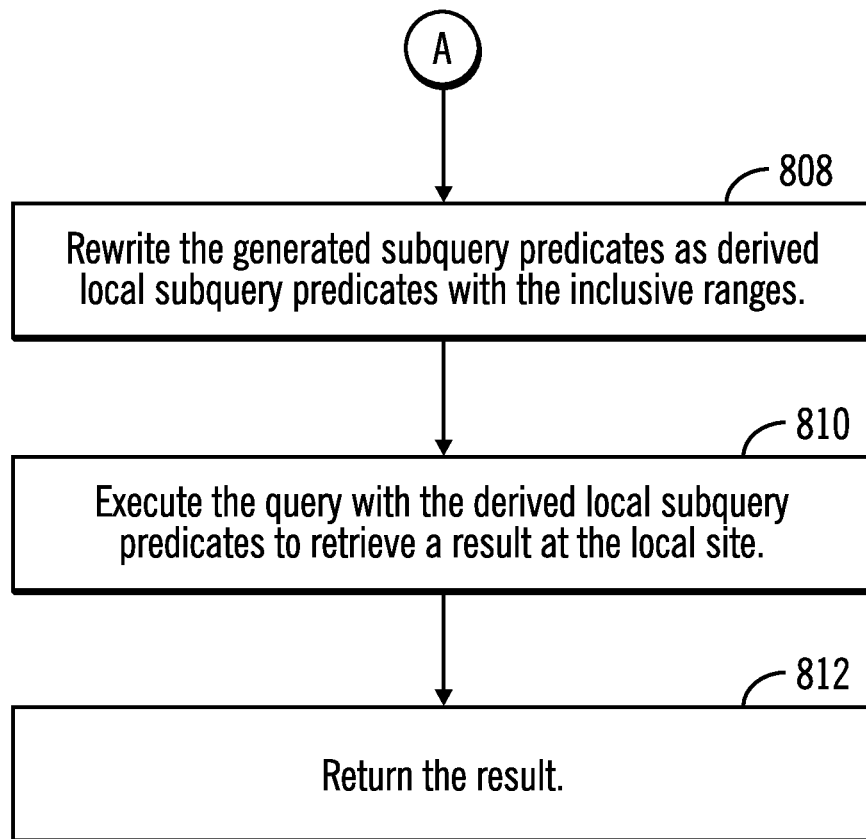 A
808
Rewrite the generated subquery predicates as derived
local subquery predicates with the inclusive ranges.
810
Execute the query with the derived local subquery
predicates to retrieve a result at the local site.
812
Return the result.